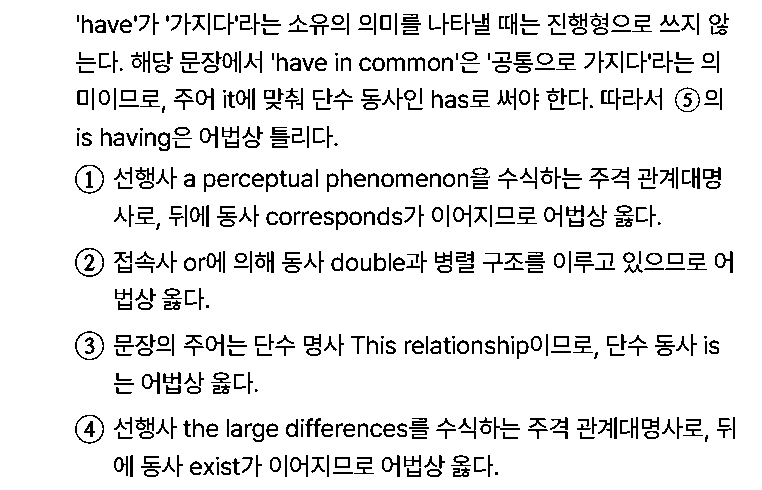 'have'가 '가지다'라는 소유의 의미를 나타낼 때는 진행형으로 쓰지 않
는다. 해당 문장에서 'have in common'은 '공통으로 가지다'라는 의
미이므로, 주어 it에 맞춰 단수 동사인 has로 써야 한다. 따라서 ⑤의
is having은 어법상 틀리다.
① 선행사 a perceptual phenomenon을 수식하는 주격 관계대명
사로, 뒤에 동사 corresponds가 이어지므로 어법상 옳다.
② 접속사 or에 의해 동사 double과 병렬 구조를 이루고 있으므로 어
법상 옳다.
③ 문장의 주어는 단수 명사 This relationship이므로, 단수 동사 is
는 어법상 옳다.
④ 선행사 the large differences를 수식하는 주격 관계대명사로, 뒤
에 동사 exist가 이어지므로 어법상 옳다.